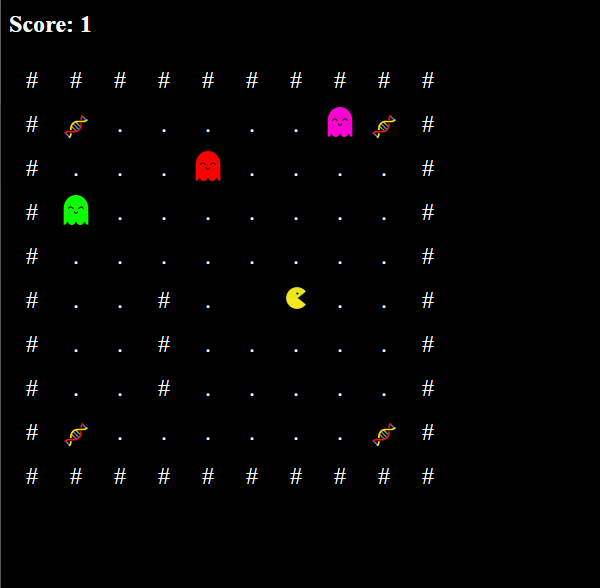 Score: 1
# # # # # # # # # #
# . . . . . #
# . . . . . . . #
# . . . . . . . #
# . . . . . . . . #
# . . # . . . #
# . . # . . . . . #
# . . # . . . . . #
# . . . . . . #
# # # # # # # # # #